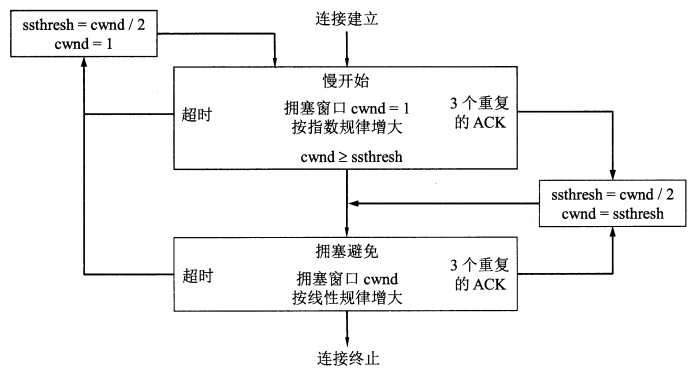 ssthresh = cwnd / 2
cwnd = 1
连接建立
慢开始
超时
拥塞窗口 cwnd = 1
按指数规律增大
3 个重复
的 ACK
cwnd ≥ ssthresh
ssthresh = cwnd / 2
cwnd = ssthresh
拥塞避免
超时
拥塞窗口 cwnd
按线性规律增大
3 个重复
的 ACK
连接终止